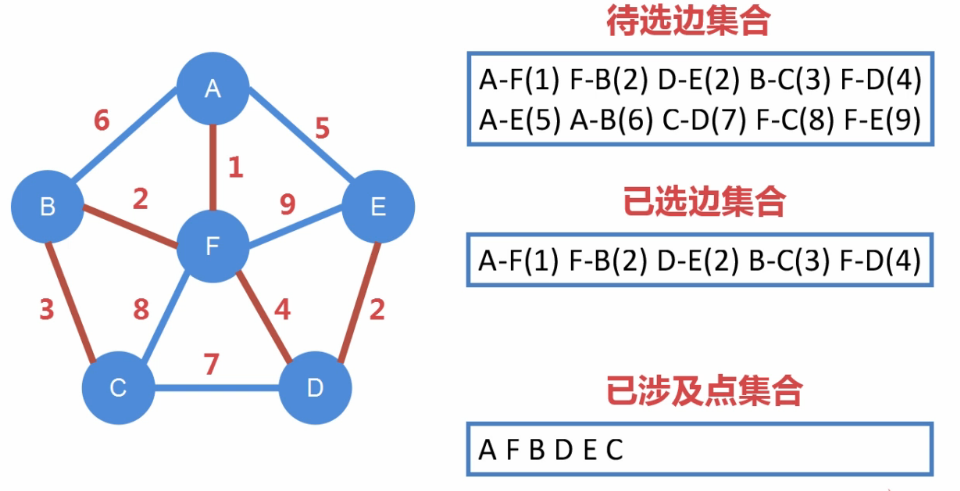 待选边集合
A-F(1) F-B(2) D-E(2) B-C(3) F-D(4)
A-E(5) A-B(6) C-D(7) F-C(8) F-E(9)
已选边集合
A-F(1) F-B(2) D-E(2) B-C(3) F-D(4)
已涉及点集合
A F B D E C
A
6
5
1
B
2
9
E
F
3
8
4
2
7
C
D